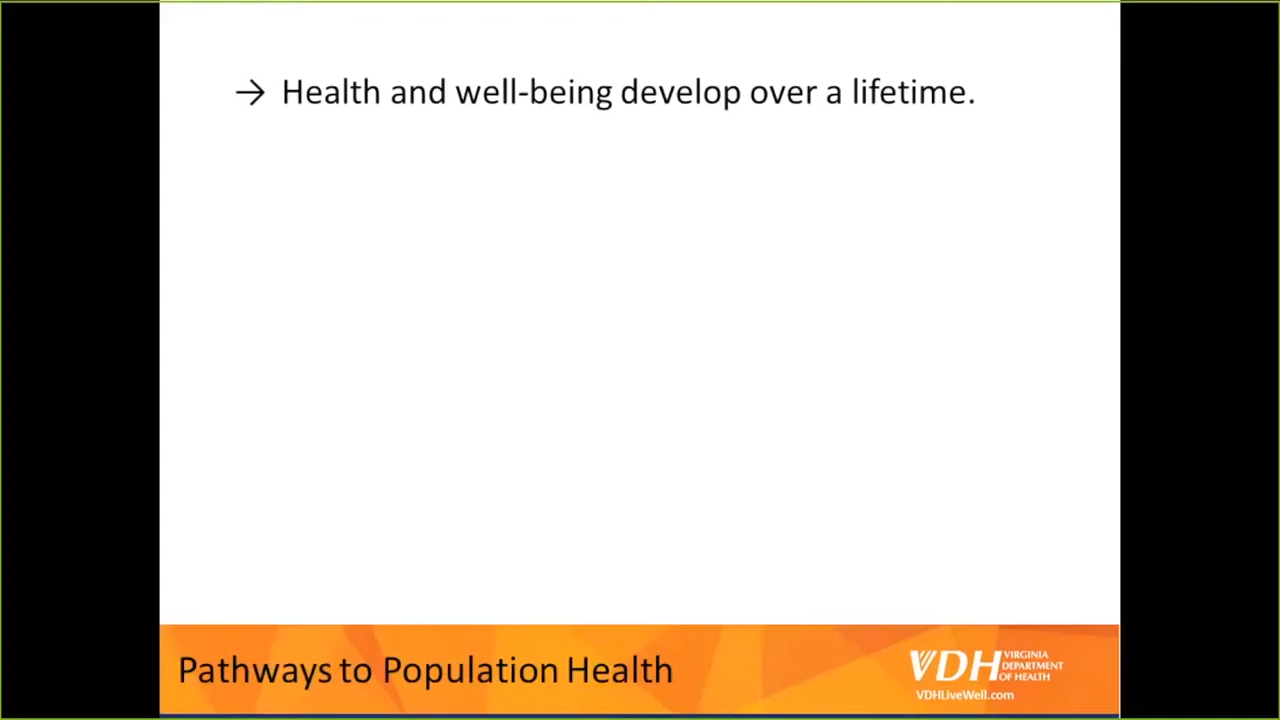 → Health and well-being develop over a lifetime.
Pathways to Population Health
VDH VIRGINIA
DEPARTMENT
OF HEALTH
VDHLiveWell.com